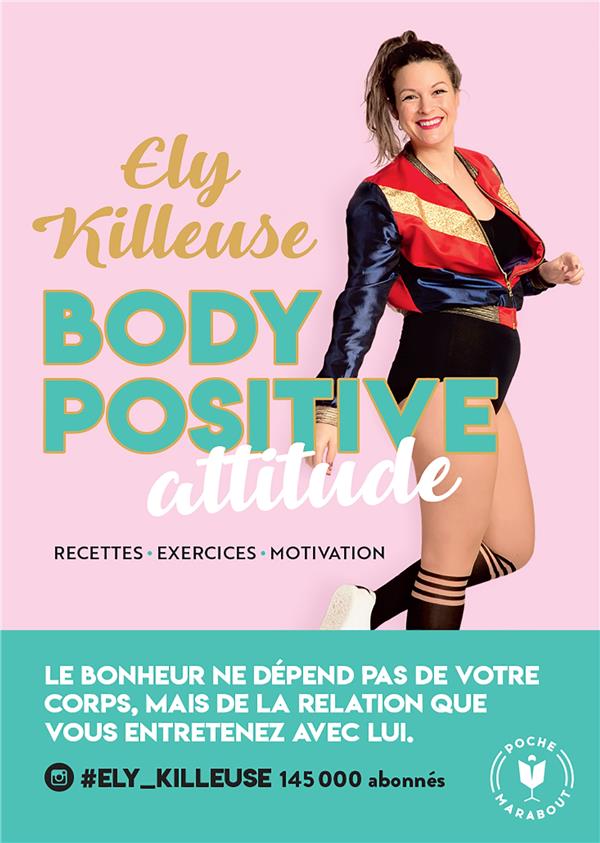 Ely
Killeuse
BODY
POSITIVE
attitude
RECETTES • EXERCICES • MOTIVATION
LE BONHEUR NE DÉPEND PAS DE VOTRE
CORPS, MAIS DE LA RELATION QUE
VOUS ENTRETENEZ AVEC LUI.
#ELY_KILLEUSE 145 000 abonnés
POCHE
MARABOUT